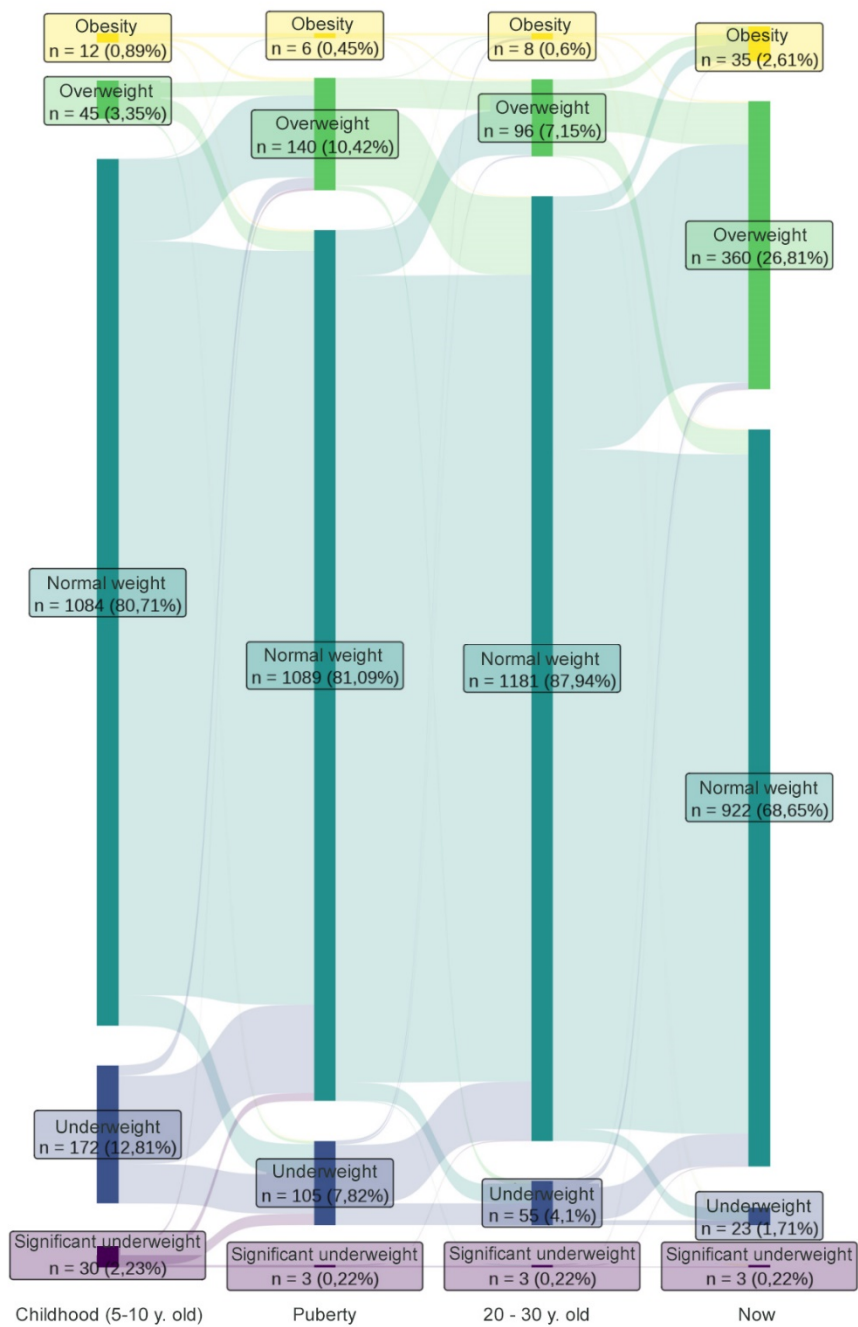 Obesity
n = 12 (0,89%)
Obesity
n = 6 (0,45%)
Obesity
n = 8 (0,6%)
Obesity
n = 35 (2,61%)
Overweight
n = 45 (3,35%)
Overweight
n = 140 (10,42%)
Overweight
n = 96 (7,15%)
Overweight
n = 360 (26,81%)
Normal weight
n = 1084 (80,71%)
Normal weight
n = 1089 (81,09%)
Normal weight
n = 1181 (87,94%)
Normal weight
n = 922 (68,65%)
Underweight
n = 172 (12,81%)
Underweight
n = 105 (7,82%)
Underweight
n = 55 (4,1%)
Underweight
n = 23 (1,71%)
Significant underweight
n = 30 (2,23%)
Significant underweight
n = 3 (0,22%)
Significant underweight
n = 3 (0,22%)
Significant underweight
n = 3 (0,22%)
Childhood (5-10 y. old)
Puberty
20 - 30 y. old
Now